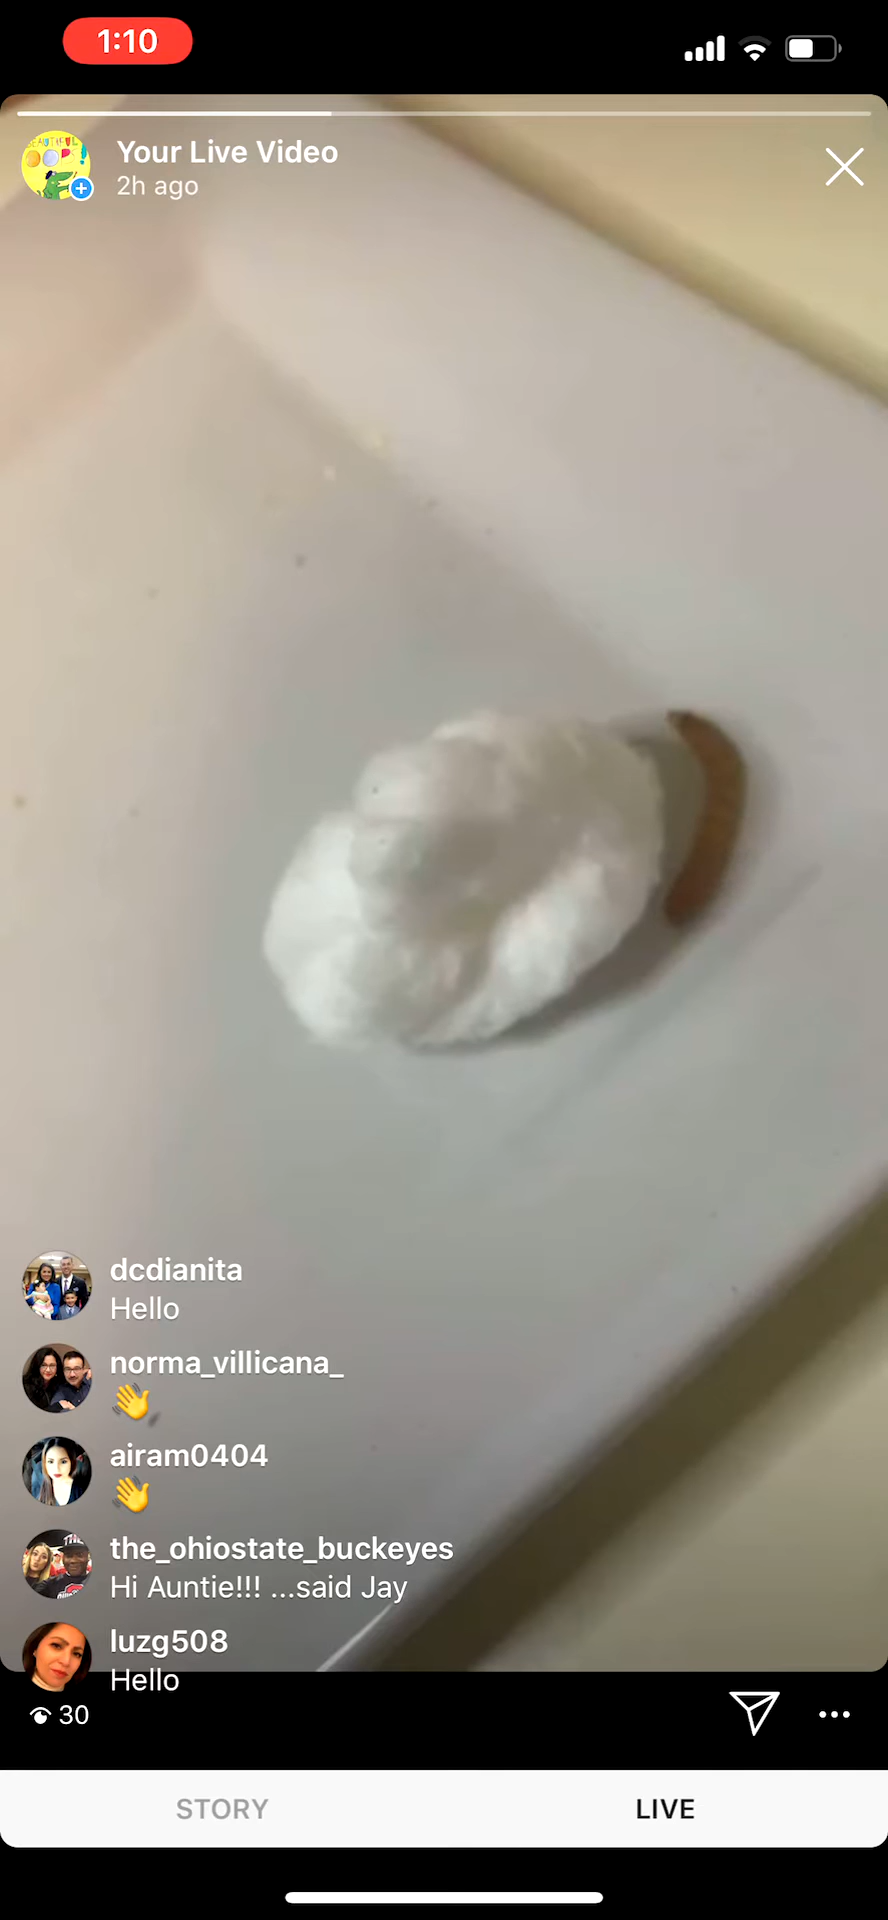 1:10
BEAUTIFUL
Your Live Video
2h ago
dcdianita
Hello
norma_villicana_
👋
airam0404
👋
the_ohiostate_buckeyes
Hi Auntie!!! ...said Jay
luzg508
Hello
30
STORY
LIVE